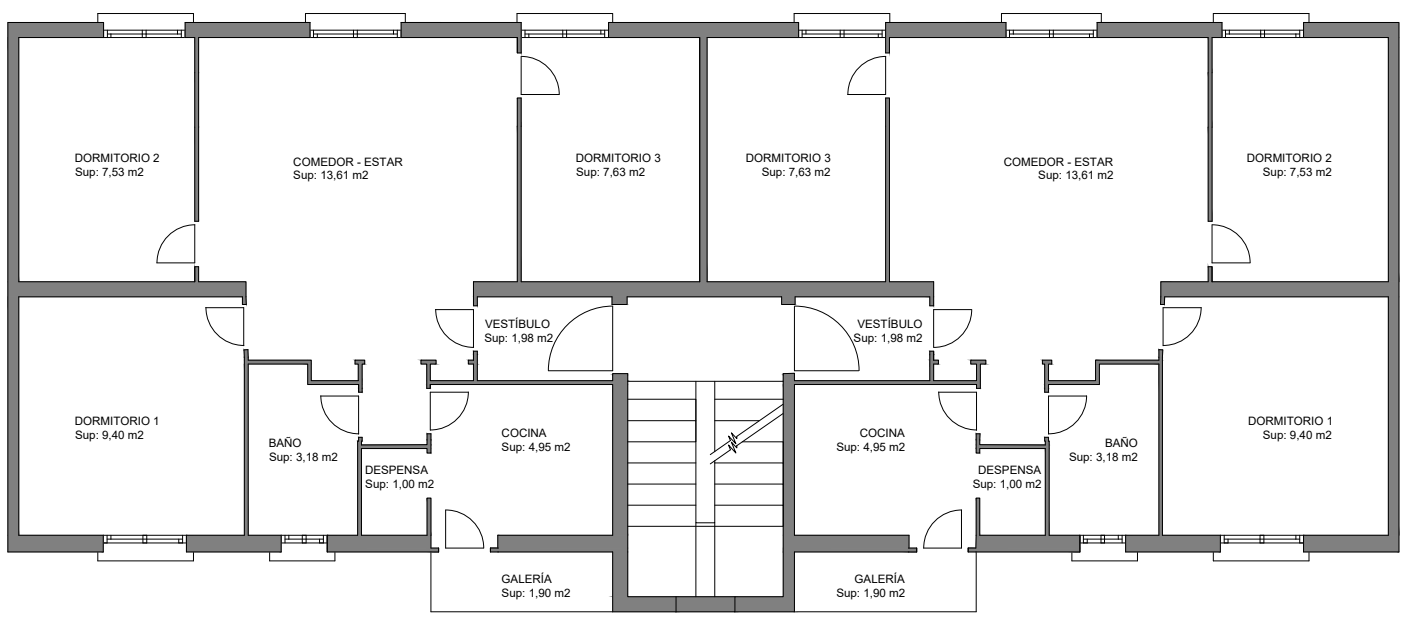 DORMITORIO 2
Sup: 7,53 m2
COMEDOR - ESTAR
Sup: 13,61 m2
DORMITORIO 3
Sup: 7,63 m2
DORMITORIO 3
Sup: 7,63 m2
COMEDOR - ESTAR
Sup: 13,61 m2
DORMITORIO 2
Sup: 7,53 m2
VESTÍBULO
Sup: 1,98 m2
VESTÍBULO
Sup: 1,98 m2
DORMITORIO 1
Sup: 9,40 m2
BAÑO
Sup: 3,18 m2
DESPENSA
Sup: 1,00 m2
COCINA
Sup: 4,95 m2
COCINA
Sup: 4,95 m2
DESPENSA
Sup: 1,00 m2
BAÑO
Sup: 3,18 m2
DORMITORIO 1
Sup: 9,40 m2
GALERÍA
Sup: 1,90 m2
GALERÍA
Sup: 1,90 m2